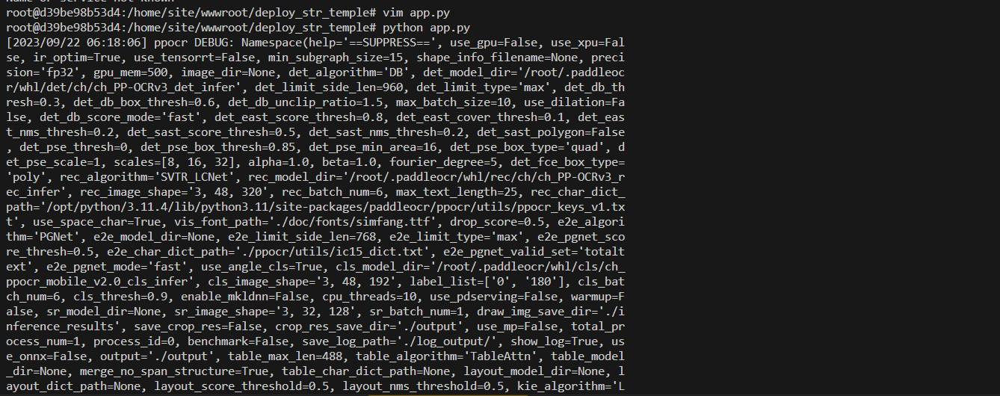 root@d39be98b53d4:/home/site/wwwroot/deploy_str_temple# vim app.py
root@d39be98b53d4:/home/site/wwwroot/deploy_str_temple# python app.py
[2023/09/22 06:18:06] ppocr DEBUG: Namespace(help='==SUPPRESS==', use_gpu=False, use_xpu=Fal
se, ir_optim=True, use_tensorrt=False, min_subgraph_size=15, shape_info_filename=None, preci
sion='fp32', gpu_mem=500, image_dir=None, det_algorithm='DB', det_model_dir='/root/.paddleoc
r/whl/det/ch/ch_PP-OCRv3_det_infer', det_limit_side_len=960, det_limit_type='max', det_db_th
resh=0.3, det_db_box_thresh=0.6, det_db_unclip_ratio=1.5, max_batch_size=10, use_dilation=Fa
lse, det_db_score_mode='fast', det_east_score_thresh=0.8, det_east_cover_thresh=0.1, det_eas
t_nms_thresh=0.2, det_sast_score_thresh=0.5, det_sast_nms_thresh=0.2, det_sast_polygon=False
, det_pse_thresh=0, det_pse_box_thresh=0.85, det_pse_min_area=16, det_pse_box_type='quad', d
et_pse_scale=1, scales=[8, 16, 32], alpha=1.0, beta=1.0, fourier_degree=5, det_fce_box_type=
'poly', rec_algorithm='SVTR_LCNet', rec_model_dir='/root/.paddleocr/whl/rec/ch/ch_PP-OCRv3_r
ec_infer', rec_image_shape='3, 48, 320', rec_batch_num=6, max_text_length=25, rec_char_dict_
path='/opt/python/3.11.4/lib/python3.11/site-packages/paddleocr/ppocr/utils/ppocr_keys_v1.tx
t', use_space_char=True, vis_font_path='./doc/fonts/simfang.ttf', drop_score=0.5, e2e_algori
thm='PGNet', e2e_model_dir=None, e2e_limit_side_len=768, e2e_limit_type='max', e2e_pgnet_sco
re_thresh=0.5, e2e_char_dict_path='./ppocr/utils/ic15_dict.txt', e2e_pgnet_valid_set='totalt
ext', e2e_pgnet_mode='fast', use_angle_cls=True, cls_model_dir='/root/.paddleocr/whl/cls/ch_
ppocr_mobile_v2.0_cls_infer', cls_image_shape='3, 48, 192', label_list=['0', '180'], cls_bat
ch_num=6, cls_thresh=0.9, enable_mkldnn=False, cpu_threads=10, use_pdserving=False, warmup=F
alse, sr_model_dir=None, sr_image_shape='3, 32, 128', sr_batch_num=1, draw_img_save_dir='./i
nference_results', save_crop_res=False, crop_res_save_dir='./output', use_mp=False, total_pr
ocess_num=1, process_id=0, benchmark=False, save_log_path='./log_output/', show_log=True, us
e_onnx=False, output='./output', table_max_len=488, table_algorithm='TableAttn', table_model
_dir=None, merge_no_span_structure=True, table_char_dict_path=None, layout_model_dir=None, l
ayout_dict_path=None, layout_score_threshold=0.5, layout_nms_threshold=0.5, kie_algorithm='L